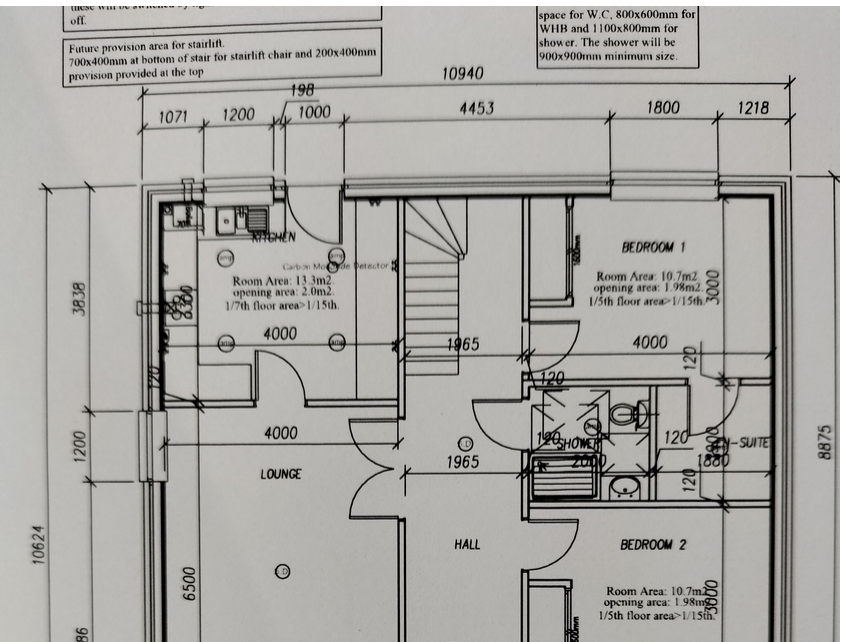 off.
Future provision area for stairlift.
700x400mm at bottom of stair for stairlift chair and 200x400mm
provision provided at the top
space for W.C, 800x600mm for
WHB and 1100x800mm for
shower. The shower will be
900x900mm minimum size.
10940
198
1071 1200 1000 4453 1800 1218
KITCHEN
Carbon Monoxide Detector
Room Area: 13.3m2.
opening area: 2.0m2.
1/7th floor area>1/15th.
3300
4000
BEDROOM 1
Room Area: 10.7m2.
opening area: 1.98m2.
1/5th floor area>1/15th.
3000
1965 4000
3838
120
120
120
1200
4000
120
SHOWER
120
EN-SUITE
LOUNGE
1965
2000
1880
120
8875
HALL
BEDROOM 2
10624
6500
Room Area: 10.7m2.
opening area: 1.98m2.
1/5th floor area>1/15th.
3000